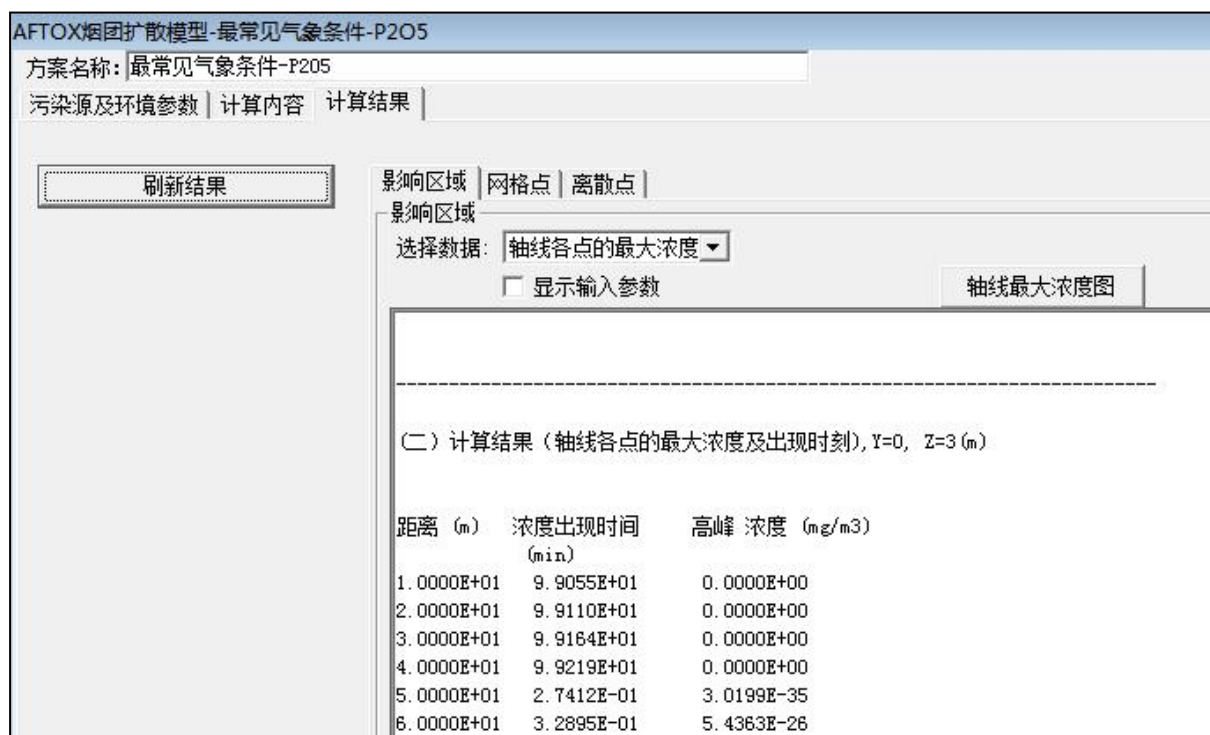 AFTOX烟团扩散模型-最常见气象条件-P2O5
方案名称: 最常见气象条件-P2O5
污染源及环境参数 计算内容 计算结果
刷新结果
影响区域 网格点 离散点
影响区域
选择数据: 轴线各点的最大浓度
显示输入参数
轴线最大浓度图
--------------------------------------------------------------------------
(二) 计算结果 (轴线各点的最大浓度及出现时刻), Y=0, Z=3(m)
距离 (m) 浓度出现时间 高峰 浓度 (mg/m3)
(min)
1.0000E+01 9.9055E+01 0.0000E+00
2.0000E+01 9.9110E+01 0.0000E+00
3.0000E+01 9.9164E+01 0.0000E+00
4.0000E+01 9.9219E+01 0.0000E+00
5.0000E+01 2.7412E-01 3.0199E-35
6.0000E+01 3.2895E-01 5.4363E-26